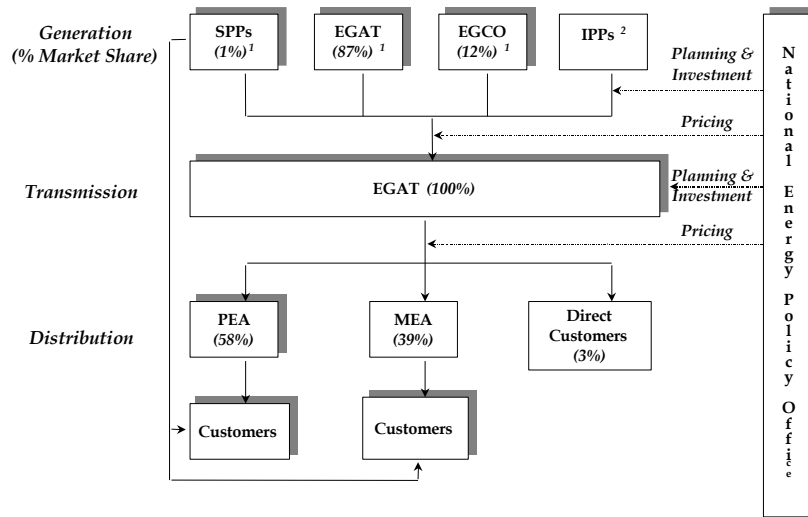 Generation
(% Market Share)
SPPs
(1%) 1
EGAT
(87%) 1
EGCO
(12%) 1
IPPs 2
Planning &
Investment
Pricing
Transmission
EGAT (100%)
Planning &
Investment
Pricing
Distribution
PEA
(58%)
MEA
(39%)
Direct
Customers
(3%)
Customers
Customers
National Energy Policy Office